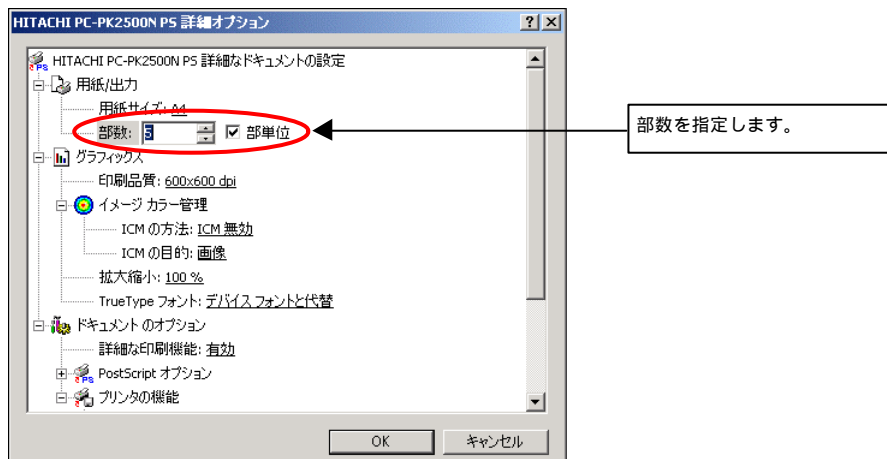 HITACHI PC-PK2500N PS 詳細オプション
HITACHI PC-PK2500N PS 詳細なドキュメントの設定
用紙/出力
用紙サイズ: A4
部数: 5 部単位
部数を指定します。
グラフィックス
印刷品質: 600x600 dpi
イメージ カラー管理
ICM の方法: ICM 無効
ICM の目的: 画像
拡大縮小: 100 %
TrueType フォント: デバイス フォントと代替
ドキュメントのオプション
詳細な印刷機能: 有効
PostScript オプション
プリンタの機能
OK キャンセル